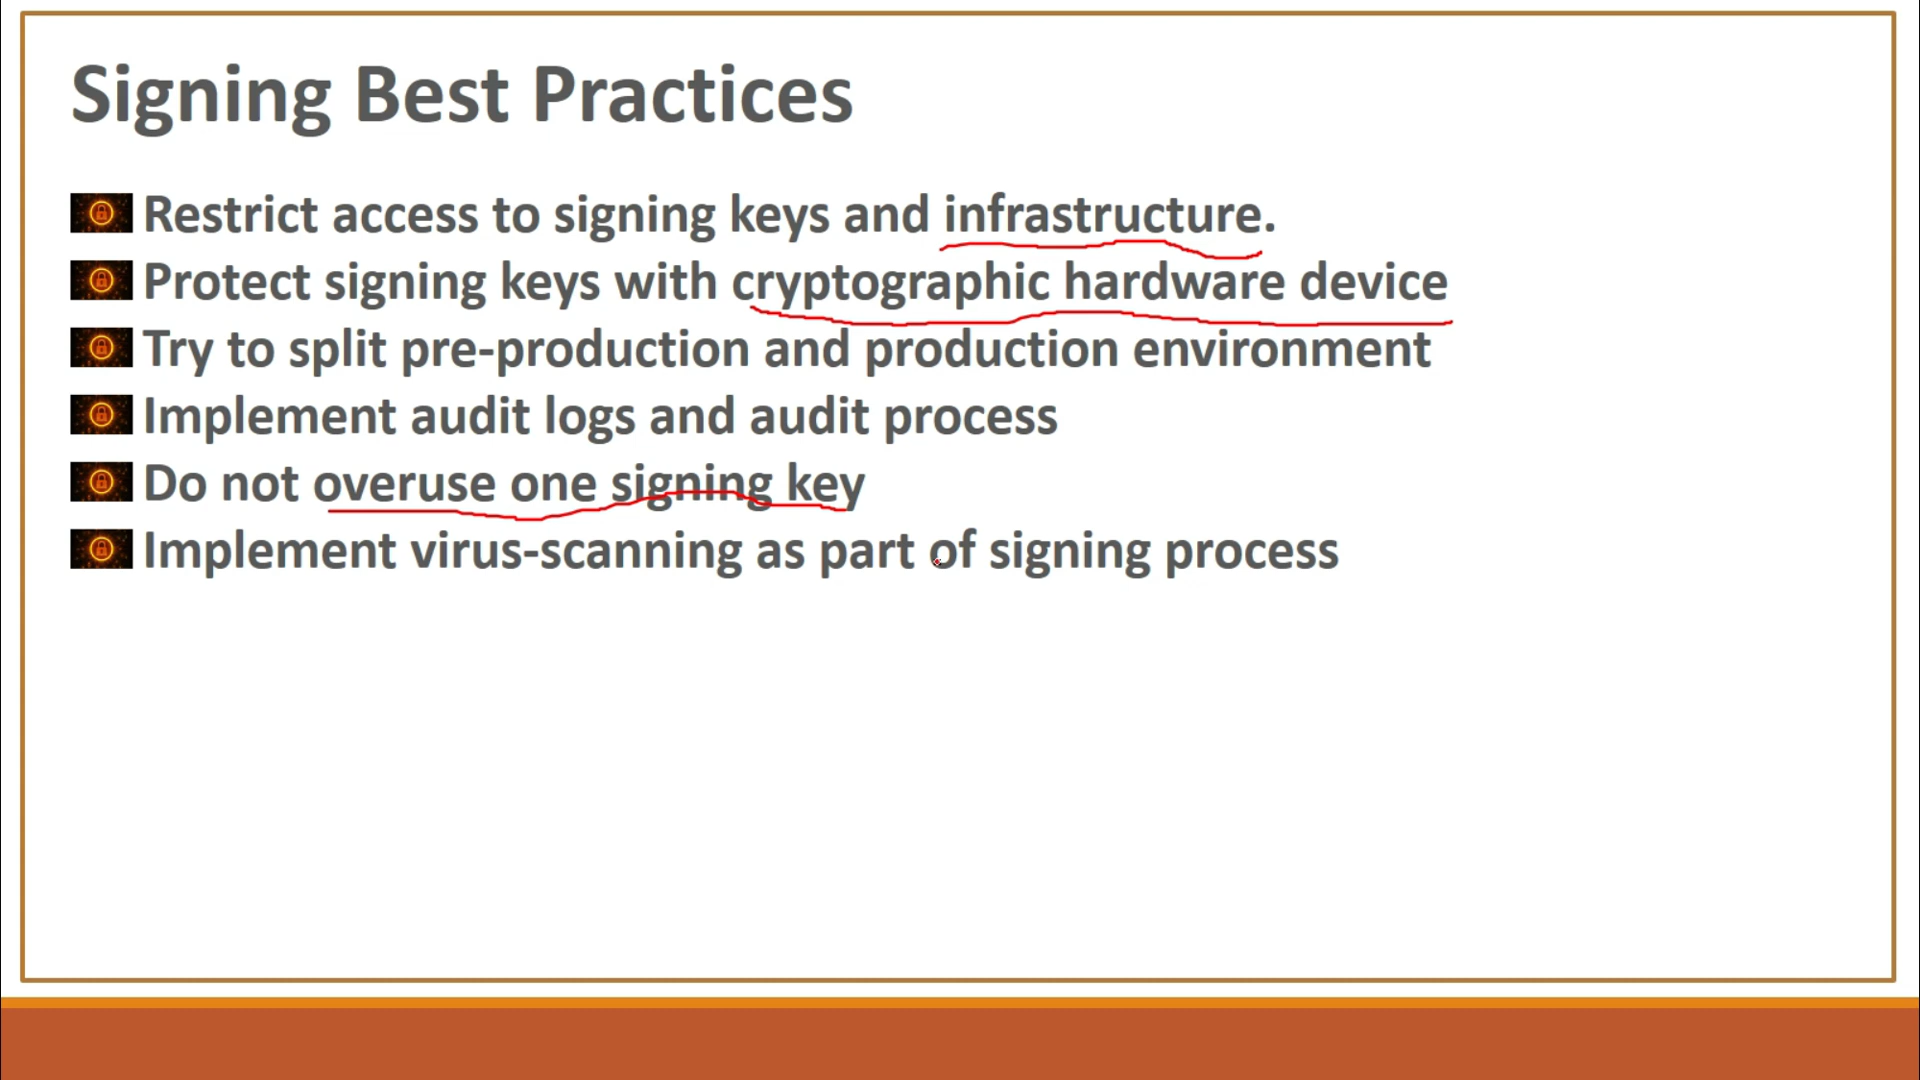 Signing Best Practices
Restrict access to signing keys and infrastructure.
Protect signing keys with cryptographic hardware device
Try to split pre-production and production environment
Implement audit logs and audit process
Do not overuse one signing key
Implement virus-scanning as part of signing process